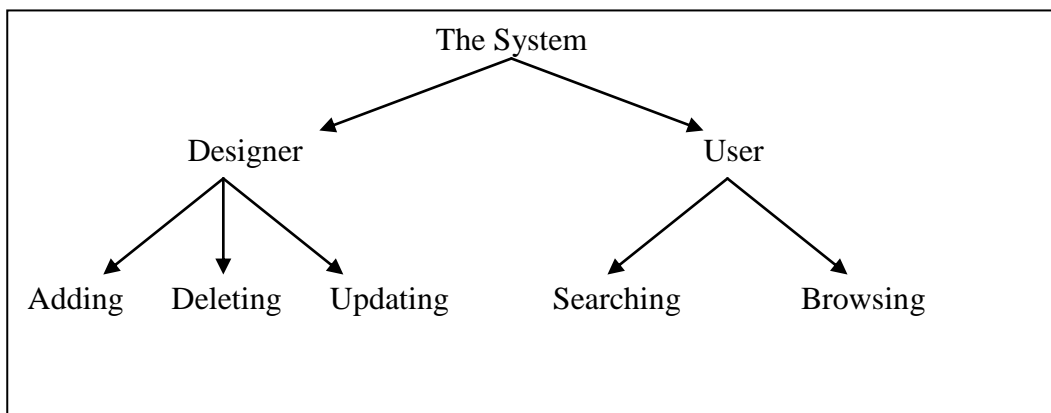 The System
Designer User
Adding Deleting Updating Searching Browsing